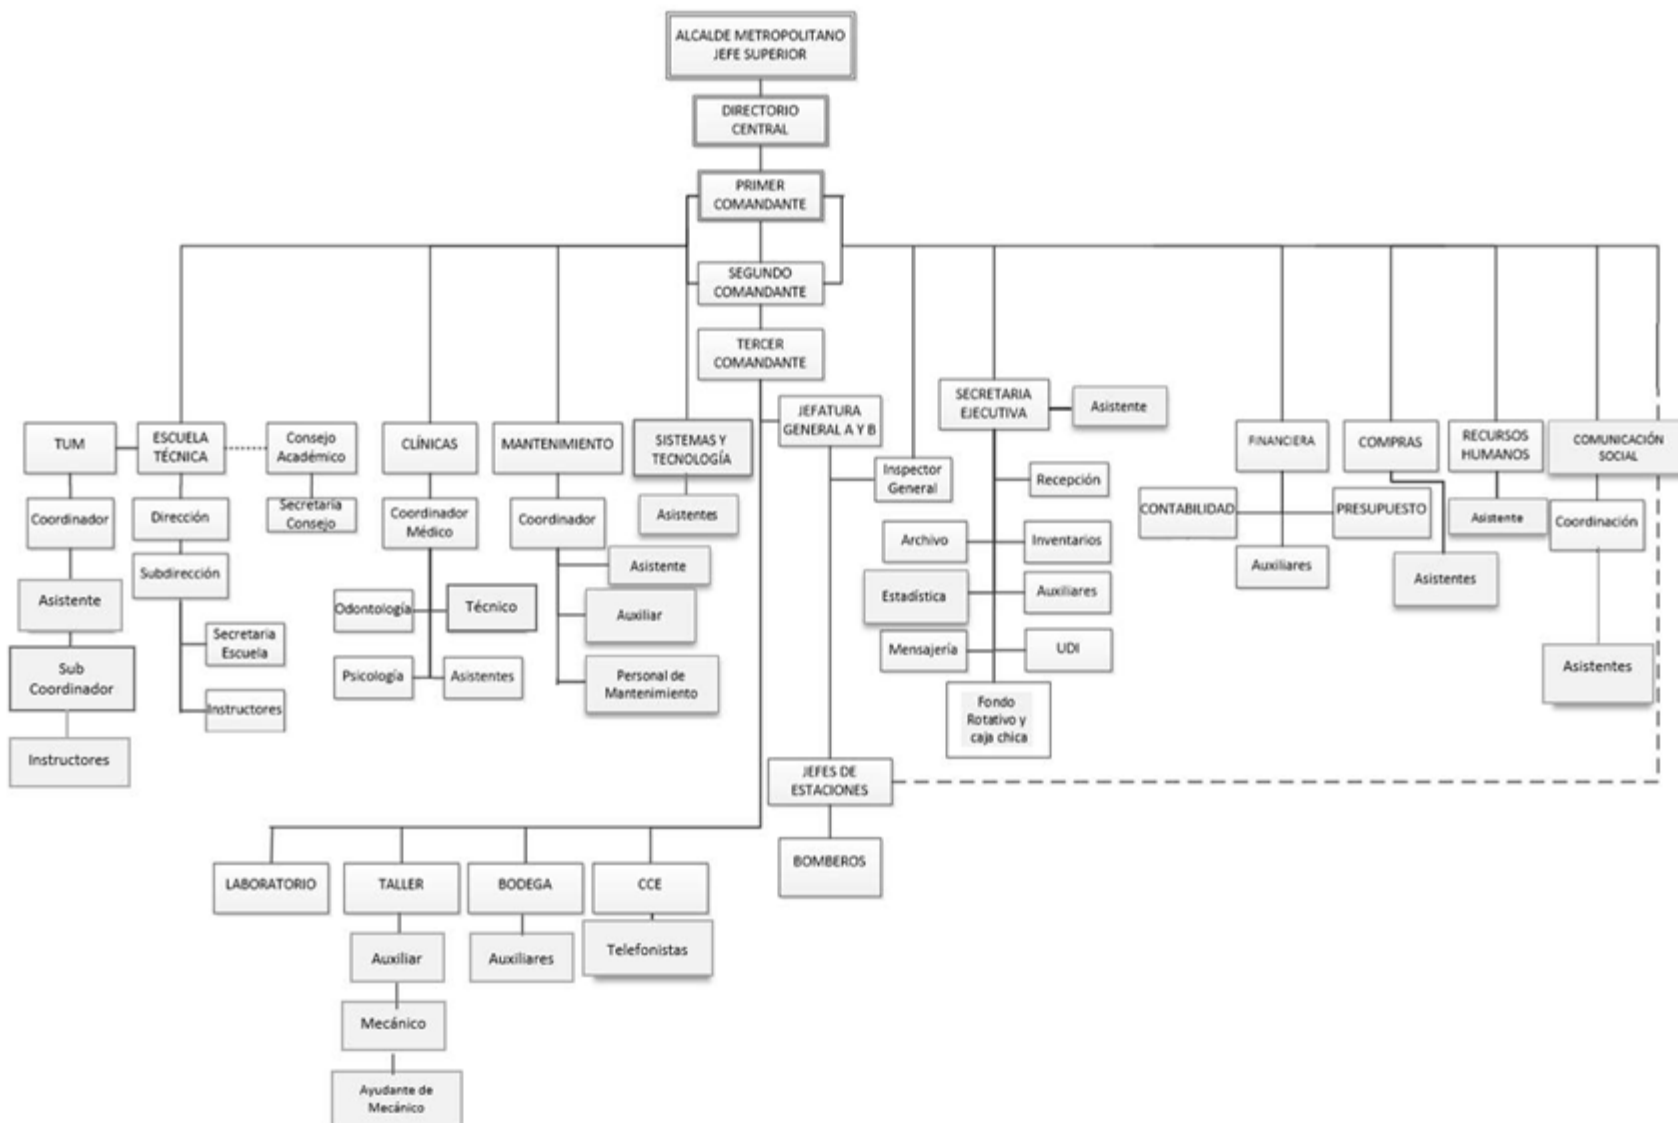 ALCALDE METROPOLITANO
JEFE SUPERIOR
DIRECTORIO
CENTRAL
PRIMER
COMANDANTE
SEGUNDO
COMANDANTE
TERCER
COMANDANTE
TUM
Coordinador
Asistente
Sub
Coordinador
Instructores
ESCUELA
TÉCNICA
Dirección
Subdirección
Secretaria
Escuela
Instructores
Consejo
Académico
Secretaria
Consejo
CLÍNICAS
Coordinador
Médico
Odontología
Técnico
Psicología
Asistentes
MANTENIMIENTO
Coordinador
Asistente
Auxiliar
Personal de
Mantenimiento
SISTEMAS Y
TECNOLOGÍA
Asistentes
JEFATURA
GENERAL A Y B
Inspector
General
SECRETARIA
EJECUTIVA
Asistente
Recepción
Archivo
Inventarios
Estadística
Auxiliares
Mensajería
UDI
Fondo
Rotativo y
caja chica
FINANCIERA
CONTABILIDAD
PRESUPUESTO
Auxiliares
COMPRAS
Asistentes
RECURSOS
HUMANOS
Asistente
COMUNICACIÓN
SOCIAL
Coordinación
Asistentes
JEFES DE
ESTACIONES
BOMBEROS
LABORATORIO
TALLER
Auxiliar
Mecánico
Ayudante de
Mecánico
BODEGA
Auxiliares
CCE
Telefonistas